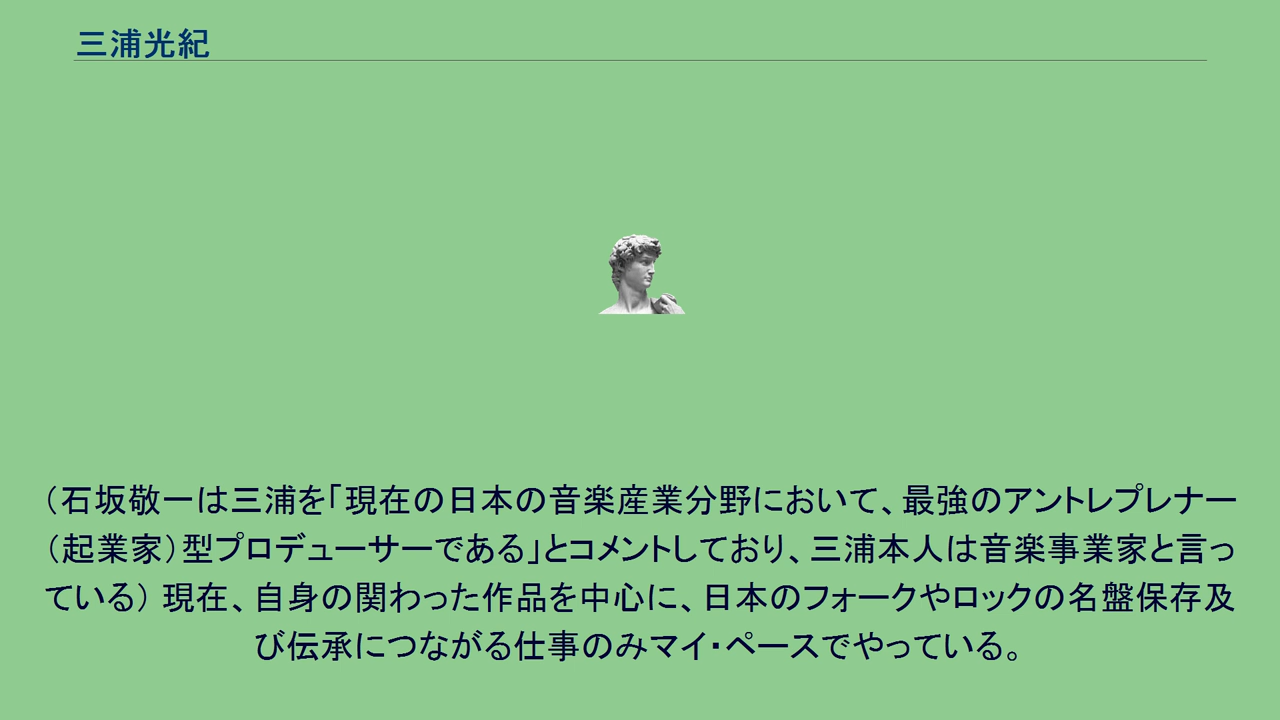 三浦光紀
（石坂敬一は三浦を「現在の日本の音楽産業分野において、最強のアントレプレナー
（起業家）型プロデューサーである」とコメントしており、三浦本人は音楽事業家と言っ
ている） 現在、自身の関わった作品を中心に、日本のフォークやロックの名盤保存及
び伝承につながる仕事のみマイ・ペースでやっている。